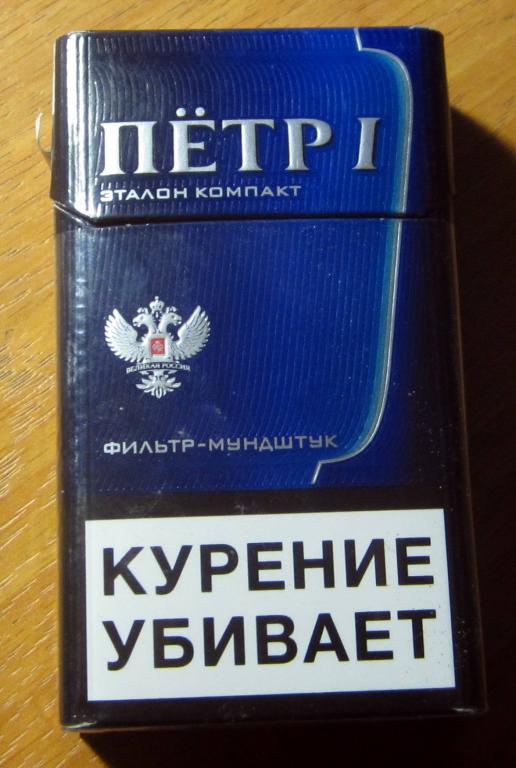 ПЁТР I
ЭТАЛОН КОМПАКТ
ВЕЛИКАЯ РОССИЯ
ФИЛЬТР-МУНДШТУК
КУРЕНИЕ
УБИВАЕТ